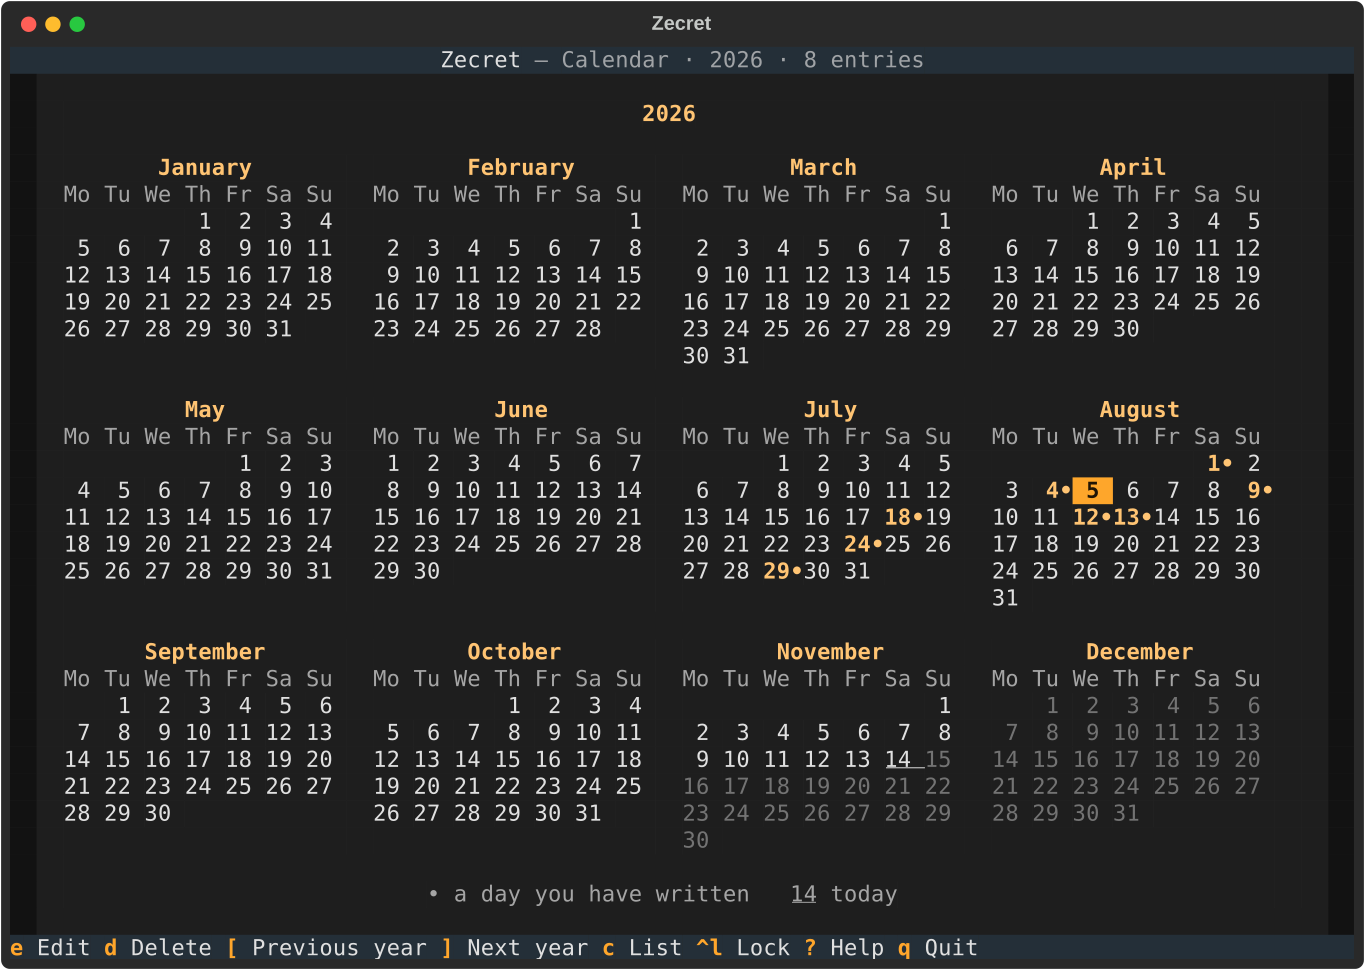 Zecret
Zecret — Calendar · 2026 · 8 entries
2026
January February March April
Mo Tu We Th Fr Sa Su Mo Tu We Th Fr Sa Su Mo Tu We Th Fr Sa Su Mo Tu We Th Fr Sa Su
1 2 3 4 1 1 1 2 3 4 5
5 6 7 8 9 10 11 2 3 4 5 6 7 8 2 3 4 5 6 7 8 6 7 8 9 10 11 12
12 13 14 15 16 17 18 9 10 11 12 13 14 15 9 10 11 12 13 14 15 13 14 15 16 17 18 19
19 20 21 22 23 24 25 16 17 18 19 20 21 22 16 17 18 19 20 21 22 20 21 22 23 24 25 26
26 27 28 29 30 31 23 24 25 26 27 28 23 24 25 26 27 28 29 27 28 29 30
30 31
May June July August
Mo Tu We Th Fr Sa Su Mo Tu We Th Fr Sa Su Mo Tu We Th Fr Sa Su Mo Tu We Th Fr Sa Su
1 2 3 1 2 3 4 5 6 7 1 2 3 4 5 1• 2
4 5 6 7 8 9 10 8 9 10 11 12 13 14 6 7 8 9 10 11 12 3 4• 5 6 7 8 9•
11 12 13 14 15 16 17 15 16 17 18 19 20 21 13 14 15 16 17 18•19 10 11 12•13•14 15 16
18 19 20 21 22 23 24 22 23 24 25 26 27 28 20 21 22 23 24•25 26 17 18 19 20 21 22 23
25 26 27 28 29 30 31 29 30 27 28 29•30 31 24 25 26 27 28 29 30
31
September October November December
Mo Tu We Th Fr Sa Su Mo Tu We Th Fr Sa Su Mo Tu We Th Fr Sa Su Mo Tu We Th Fr Sa Su
1 2 3 4 5 6 1 2 3 4 1 1 2 3 4 5 6
7 8 9 10 11 12 13 5 6 7 8 9 10 11 2 3 4 5 6 7 8 7 8 9 10 11 12 13
14 15 16 17 18 19 20 12 13 14 15 16 17 18 9 10 11 12 13 14 15 14 15 16 17 18 19 20
21 22 23 24 25 26 27 19 20 21 22 23 24 25 16 17 18 19 20 21 22 21 22 23 24 25 26 27
28 29 30 26 27 28 29 30 31 23 24 25 26 27 28 29 28 29 30 31
30
• a day you have written 14 today
e Edit d Delete [ Previous year ] Next year c List ^l Lock ? Help q Quit